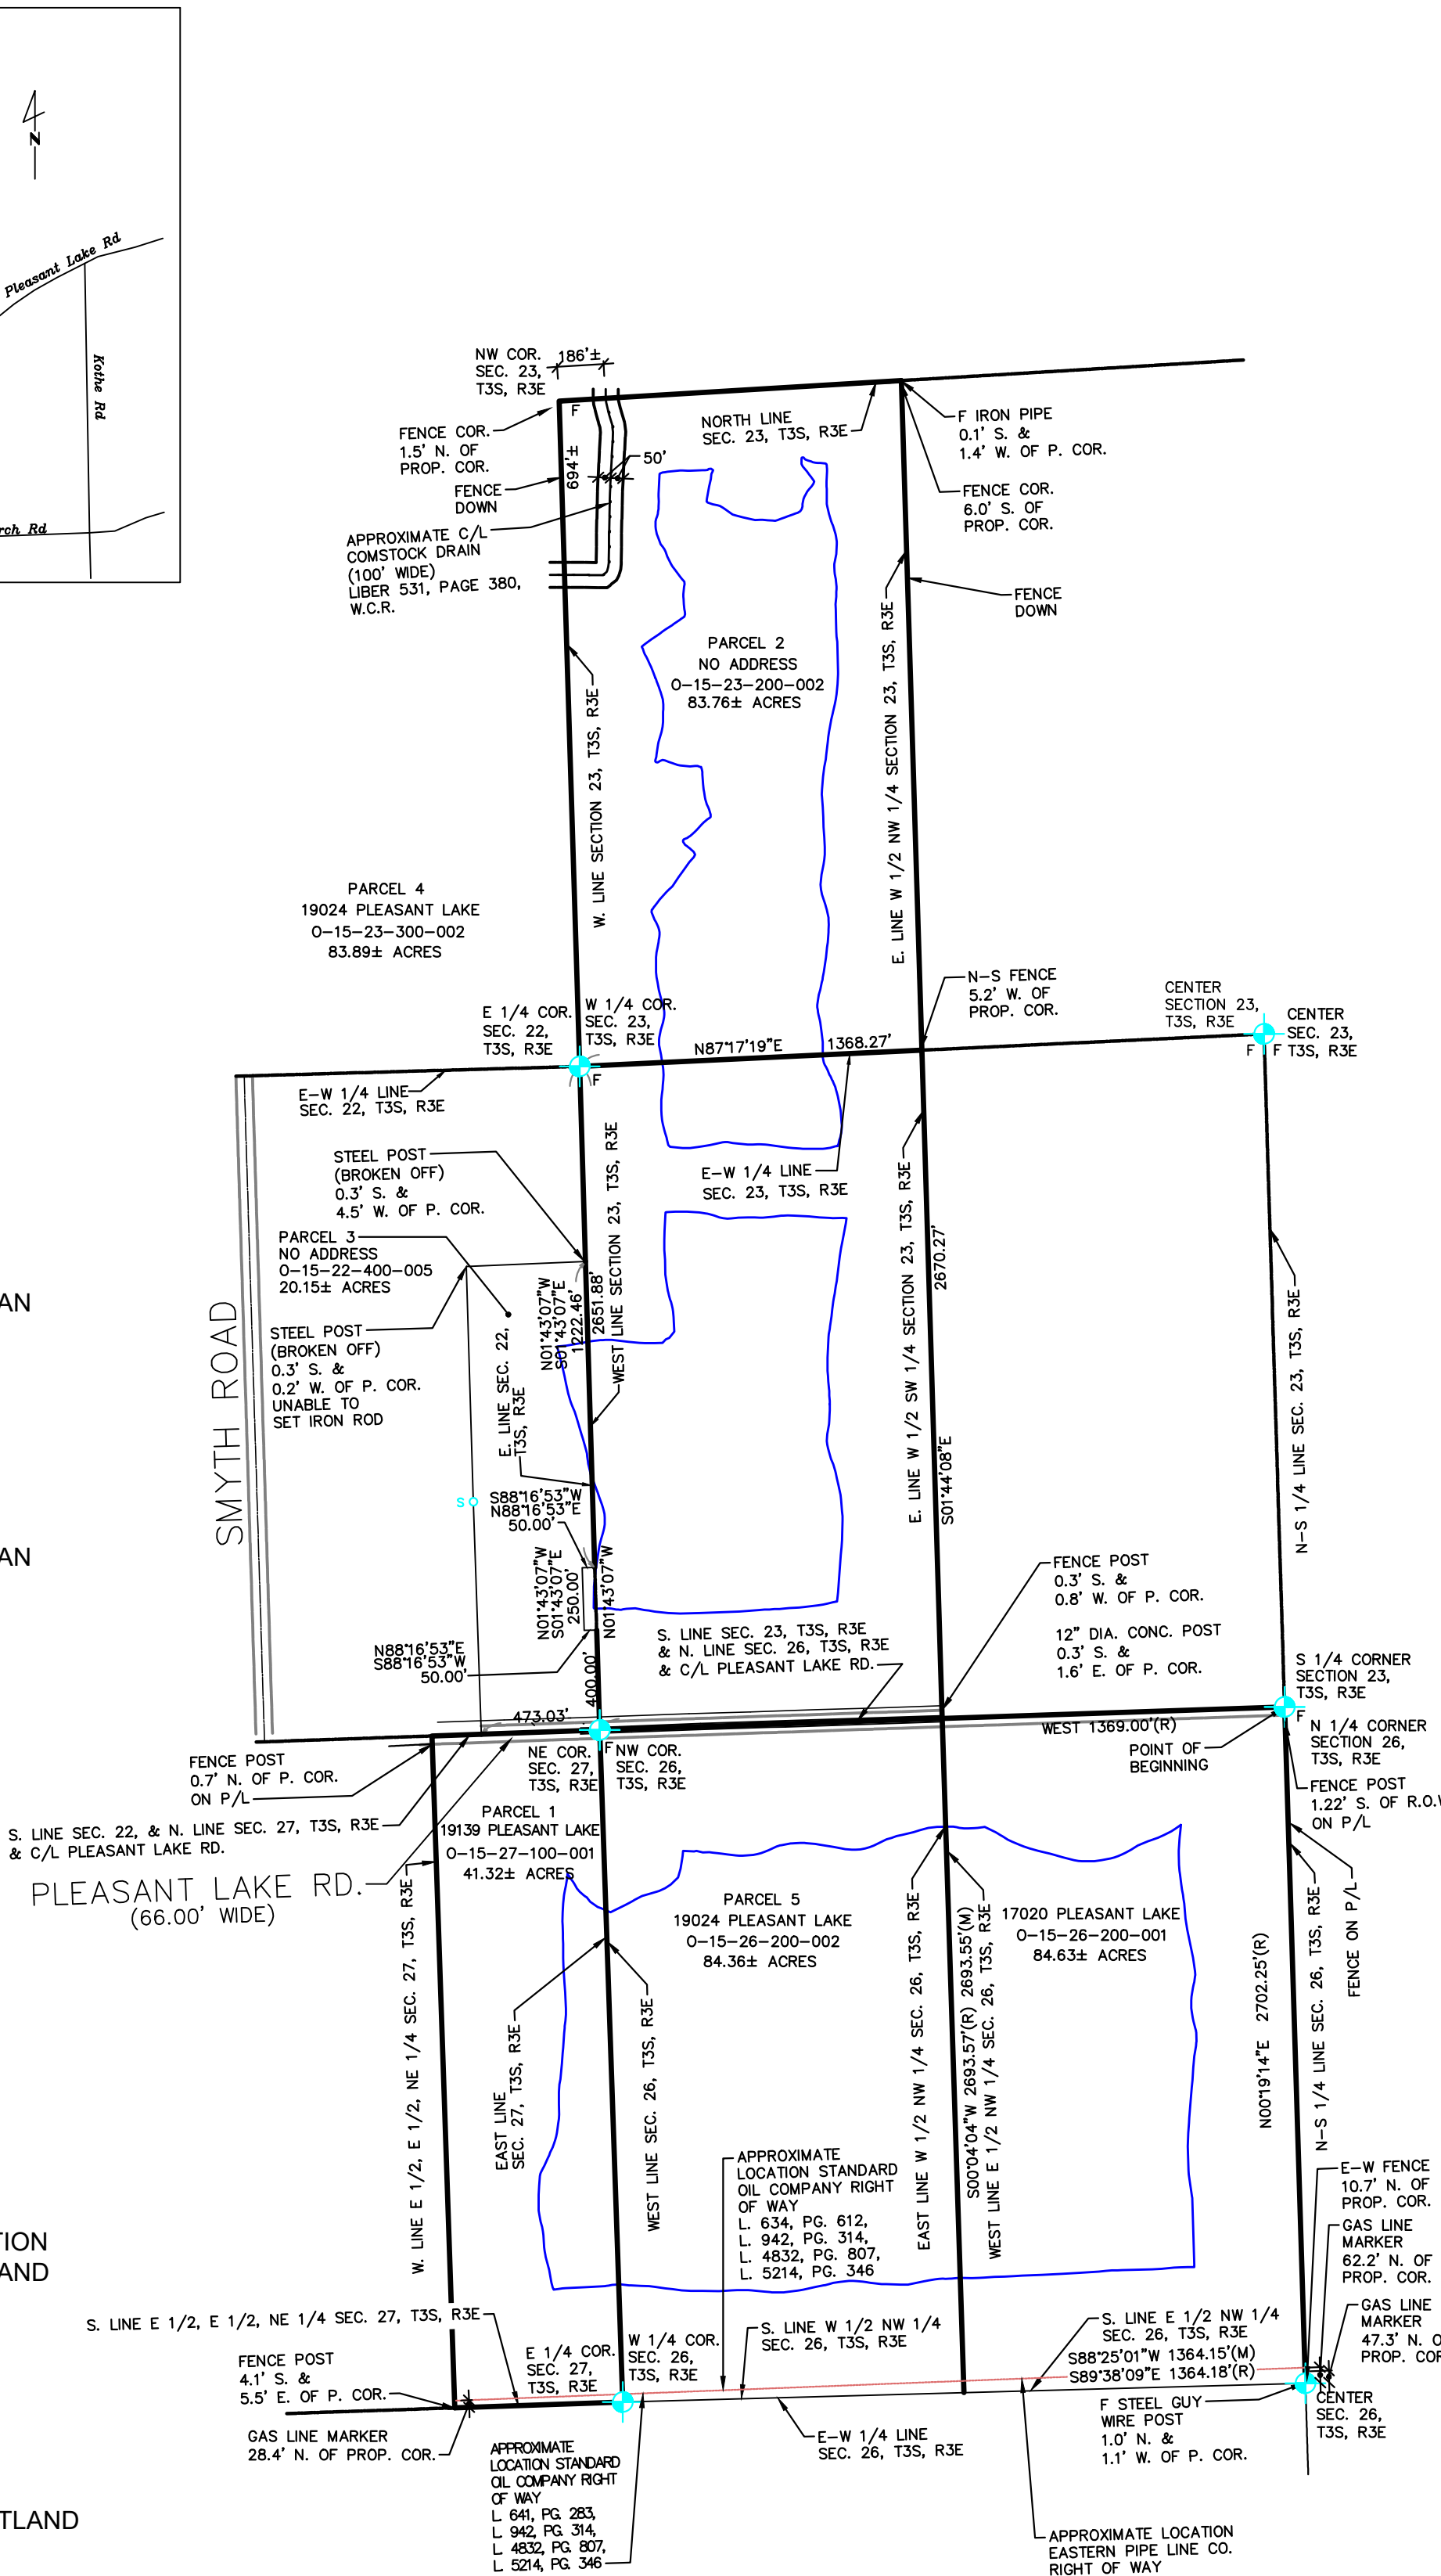 N
Pleasant Lake Rd
Kothe Rd
rch Rd
NW COR.
SEC. 23,
T3S, R3E
186'±
F
FENCE COR.
1.5' N. OF
PROP. COR.
694'±
50'
FENCE
DOWN
APPROXIMATE C/L
COMSTOCK DRAIN
(100' WIDE)
LIBER 531, PAGE 380,
W.C.R.
NORTH LINE
SEC. 23, T3S, R3E
F IRON PIPE
0.1' S. &
1.4' W. OF P. COR.
FENCE COR.
6.0' S. OF
PROP. COR.
FENCE
DOWN
PARCEL 2
NO ADDRESS
O-15-23-200-002
83.76± ACRES
W. LINE SECTION 23, T3S, R3E
E. LINE W 1/2 NW 1/4 SECTION 23, T3S, R3E
PARCEL 4
19024 PLEASANT LAKE
O-15-23-300-002
83.89± ACRES
E 1/4 COR.
SEC. 22,
T3S, R3E
W 1/4 COR.
SEC. 23,
T3S, R3E
F
N87°17'19"E
1368.27'
N-S FENCE
5.2' W. OF
PROP. COR.
CENTER
SECTION 23,
T3S, R3E
CENTER
SEC. 23,
T3S, R3E
F F
E-W 1/4 LINE
SEC. 22, T3S, R3E
STEEL POST
(BROKEN OFF)
0.3' S. &
4.5' W. OF P. COR.
PARCEL 3
NO ADDRESS
O-15-22-400-005
20.15± ACRES
STEEL POST
(BROKEN OFF)
0.3' S. &
0.2' W. OF P. COR.
UNABLE TO
SET IRON ROD
E-W 1/4 LINE
SEC. 23, T3S, R3E
AN
SMYTH ROAD
E. LINE SEC. 22,
T3S, R3E
N01°43'07"W
S01°43'07"E
1222.46'
2651.88'
WEST LINE SECTION 23, T3S, R3E
E. LINE W 1/2 SW 1/4 SECTION 23, T3S, R3E
2670.27'
S01°44'08"E
N-S 1/4 LINE SEC. 23, T3S, R3E
S
S88°16'53"W
N88°16'53"E
50.00'
AN
N01°43'07"W
S01°43'07"E
250.00'
N01°43'07"W
N88°16'53"E
S88°16'53"W
50.00'
400.00'
473.03'
S. LINE SEC. 23, T3S, R3E
& N. LINE SEC. 26, T3S, R3E
& C/L PLEASANT LAKE RD.
FENCE POST
0.3' S. &
0.8' W. OF P. COR.
12" DIA. CONC. POST
0.3' S. &
1.6' E. OF P. COR.
S 1/4 CORNER
SECTION 23,
T3S, R3E
F
N 1/4 CORNER
SECTION 26,
T3S, R3E
WEST 1369.00'(R)
POINT OF
BEGINNING
FENCE POST
1.22' S. OF R.O.W
ON P/L
FENCE POST
0.7' N. OF P. COR.
ON P/L
S. LINE SEC. 22, & N. LINE SEC. 27, T3S, R3E
& C/L PLEASANT LAKE RD.
PLEASANT LAKE RD.
(66.00' WIDE)
NE COR.
SEC. 27,
T3S, R3E
F
NW COR.
SEC. 26,
T3S, R3E
PARCEL 1
19139 PLEASANT LAKE
O-15-27-100-001
41.32± ACRES
PARCEL 5
19024 PLEASANT LAKE
O-15-26-200-002
84.36± ACRES
17020 PLEASANT LAKE
O-15-26-200-001
84.63± ACRES
W. LINE E 1/2, E 1/2, NE 1/4 SEC. 27, T3S, R3E
EAST LINE
SEC. 27, T3S, R3E
WEST LINE SEC. 26, T3S, R3E
EAST LINE W 1/2 NW 1/4 SEC. 26, T3S, R3E
S00°04'04"W 2693.57'(R) 2693.55'(M)
WEST LINE E 1/2 NW 1/4 SEC. 26, T3S, R3E
N00°19'14"E 2702.25'(R)
N-S 1/4 LINE SEC. 26, T3S, R3E
FENCE ON P/L
APPROXIMATE
LOCATION STANDARD
OIL COMPANY RIGHT
OF WAY
L. 634, PG. 612,
L. 942, PG. 314,
L. 4832, PG. 807,
L. 5214, PG. 346
E-W FENCE
10.7' N. OF
PROP. COR.
GAS LINE
MARKER
62.2' N. OF
PROP. COR.
GAS LINE
MARKER
47.3' N. O
PROP. COR
TION
AND
S. LINE E 1/2, E 1/2, NE 1/4 SEC. 27, T3S, R3E
FENCE POST
4.1' S. &
5.5' E. OF P. COR.
GAS LINE MARKER
28.4' N. OF PROP. COR.
E 1/4 COR.
SEC. 27,
T3S, R3E
W 1/4 COR.
SEC. 26,
T3S, R3E
S. LINE W 1/2 NW 1/4
SEC. 26, T3S, R3E
S. LINE E 1/2 NW 1/4
SEC. 26, T3S, R3E
S88°25'01"W 1364.15'(M)
S89°38'09"E 1364.18'(R)
F STEEL GUY
WIRE POST
1.0' N. &
1.1' W. OF P. COR.
CENTER
SEC. 26,
T3S, R3E
E-W 1/4 LINE
SEC. 26, T3S, R3E
APPROXIMATE
LOCATION STANDARD
OIL COMPANY RIGHT
OF WAY
L. 641, PG. 283,
L. 942, PG. 314,
L. 4832, PG. 807,
L. 5214, PG. 346
APPROXIMATE LOCATION
EASTERN PIPE LINE CO.
RIGHT OF WAY
TLAND